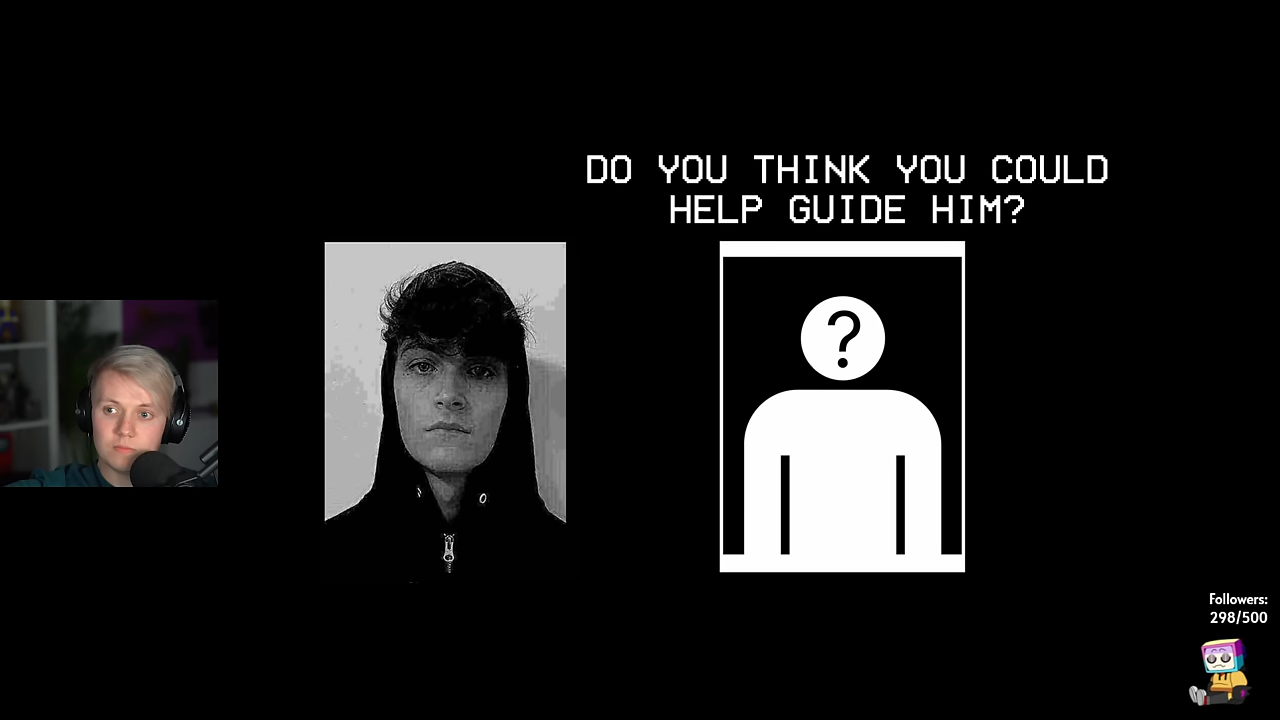 DO YOU THINK YOU COULD
HELP GUIDE HIM?
?
Followers:
298/500